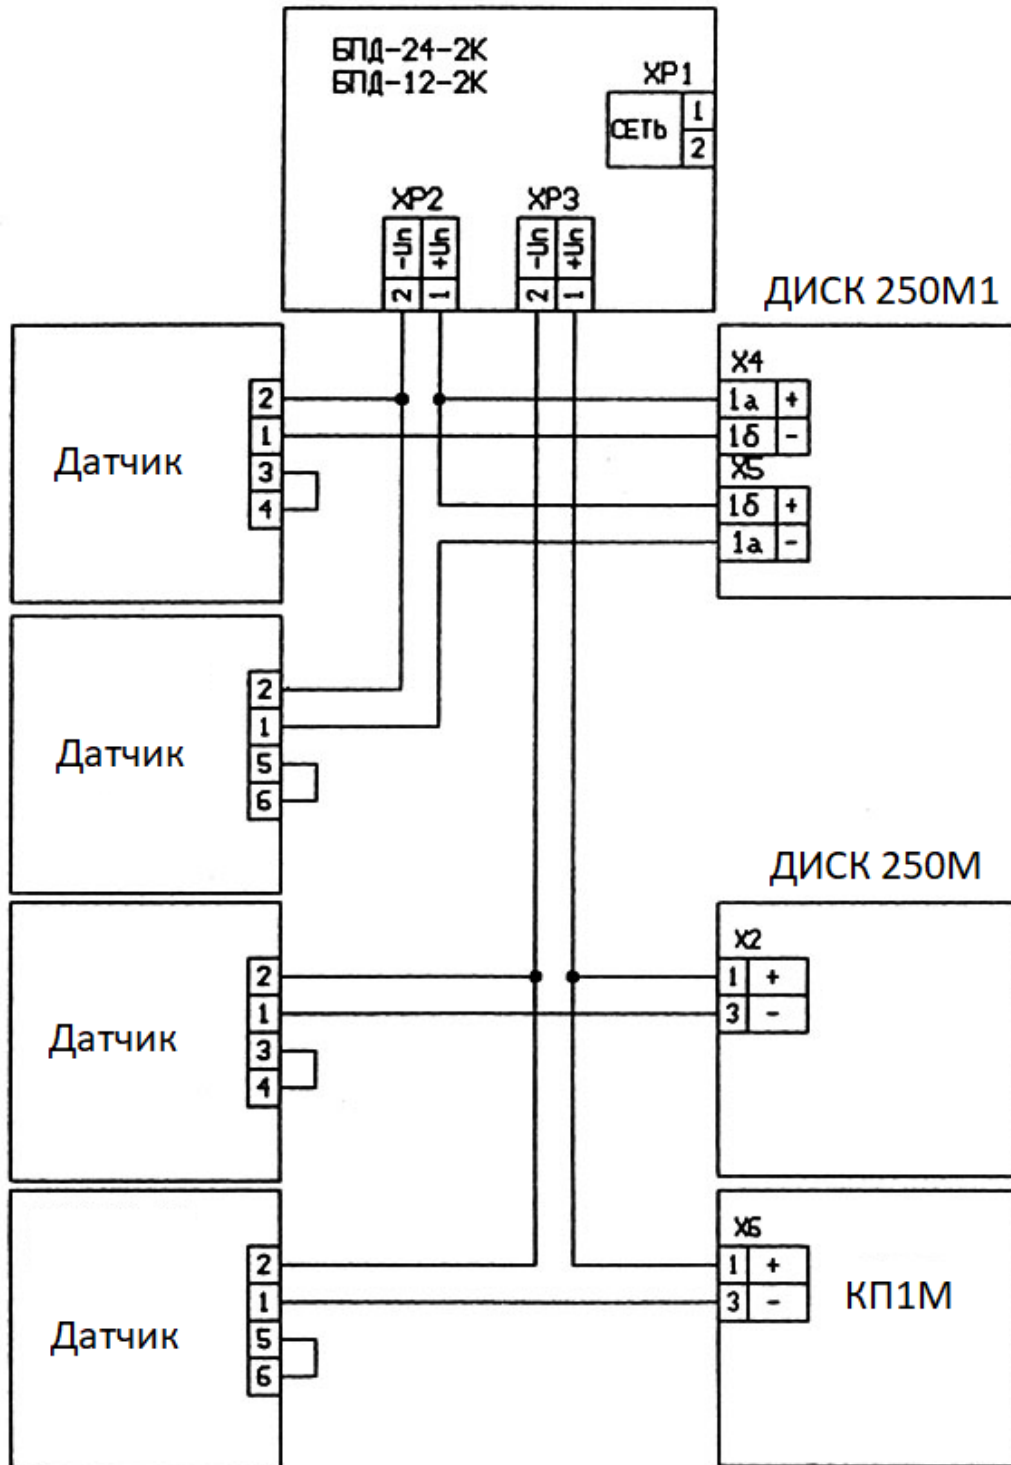 БПД-24-2К
БПД-12-2К
ХР1
СЕТЬ
1
2
ХР2
ХР3
-Uп
+Uп
-Uп
+Uп
2
1
2
1
ДИСК 250М1
Датчик
2
1
3
4
Х4
1а +
1б -
Х5
1б +
1а -
Датчик
2
1
5
6
ДИСК 250М
Датчик
2
1
3
4
Х2
1 +
3 -
Датчик
2
1
5
6
Х6
1 +
3 -
КП1М